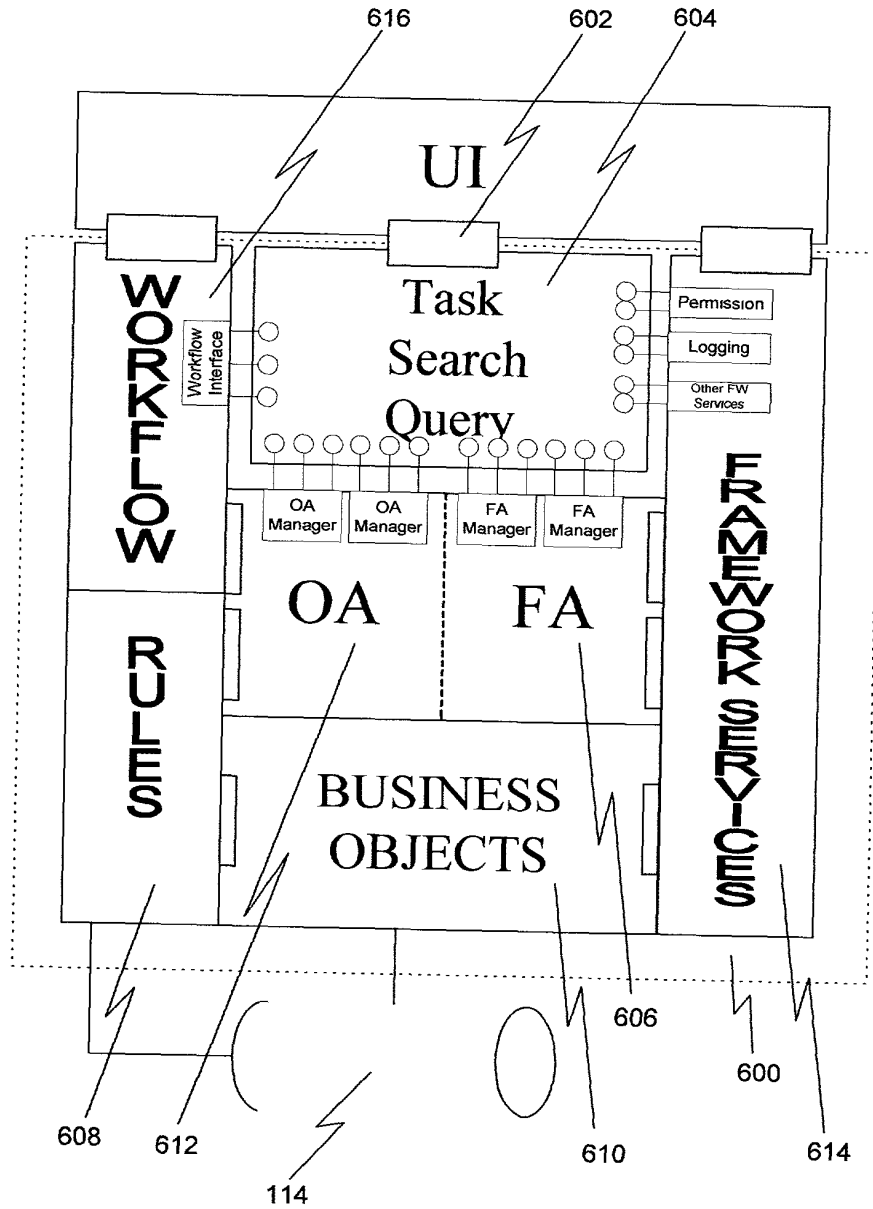 616
602
604
UI
WORKFLOW
Workflow
Interface
Task
Search
Query
Permission
Logging
Other FW
Services
OA
Manager
OA
Manager
FA
Manager
FA
Manager
FRAMEWORK SERVICES
OA
FA
RULES
BUSINESS
OBJECTS
606
600
608
612
610
614
114